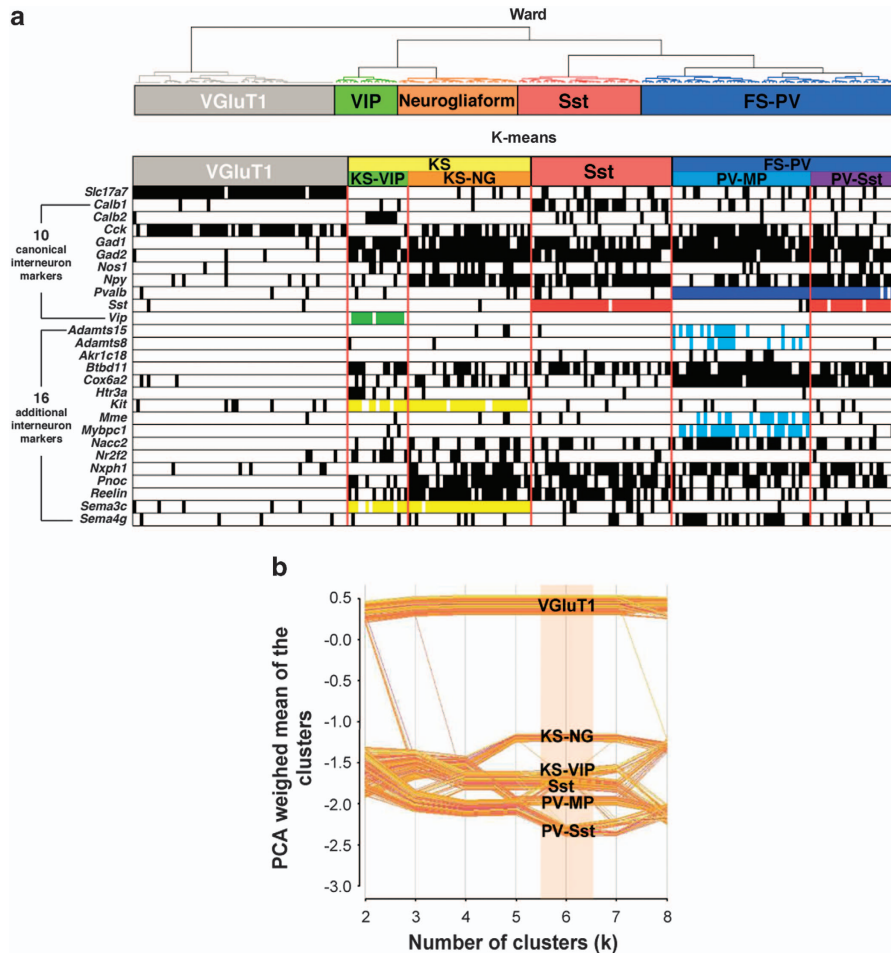 a
Ward
VGluT1 VIP Neurogliaform Sst FS-PV
K-means
VGluT1 KS Sst FS-PV
KS-VIP KS-NG PV-MP PV-Sst
10
canonical
interneuron
markers
16
additional
interneuron
markers
Slc17a7
Calb1
Calb2
Cck
Gad1
Gad2
Nos1
Npy
Pvalb
Sst
Vip
Adamts15
Adamts8
Akr1c18
Btbd11
Cox6a2
Htr3a
Kit
Mme
Mybpc1
Nacc2
Nr2f2
Nxph1
Pnoc
Reelin
Sema3c
Sema4g
b
PCA weighed mean of the
clusters
0.5
-0.0
-1.0
-1.5
-2.0
-2.5
-3.0
VGluT1
KS-NG
KS-VIP
Sst
PV-MP
PV-Sst
2 3 4 5 6 7 8
Number of clusters (k)